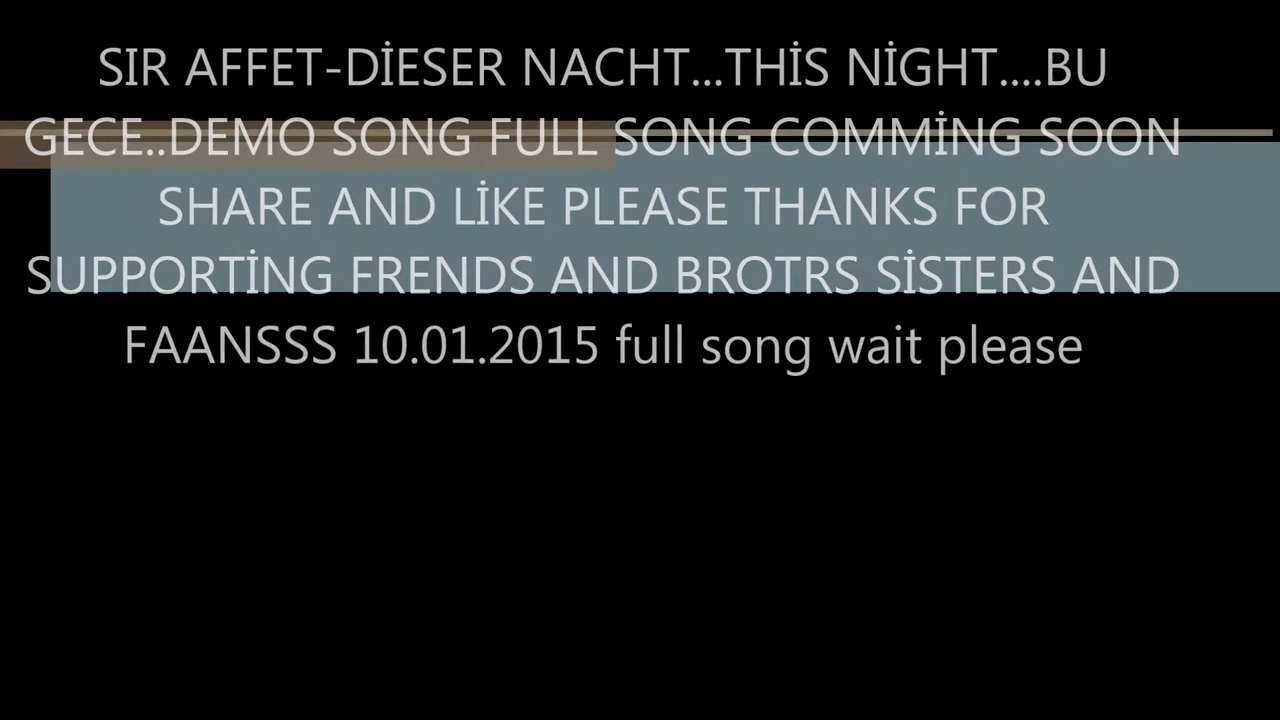 SIR AFFET-DİESER NACHT...THİS NİGHT....BU
GECE..DEMO SONG FULL SONG COMMİNG SOON
SHARE AND LİKE PLEASE THANKS FOR
SUPPORTİNG FRENDS AND BROTRS SİSTERS AND
FAANSSS 10.01.2015 full song wait please